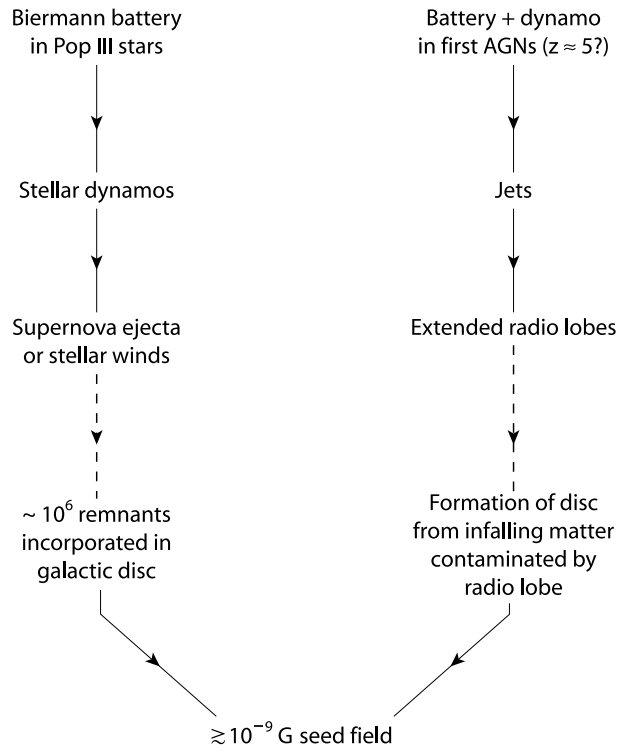 Biermann battery
in Pop III stars
Stellar dynamos
Supernova ejecta
or stellar winds
~ 10⁶ remnants
incorporated in
galactic disc
Battery + dynamo
in first AGNs (z ≈ 5?)
Jets
Extended radio lobes
Formation of disc
from infalling matter
contaminated by
radio lobe
≳10⁻⁹ G seed field